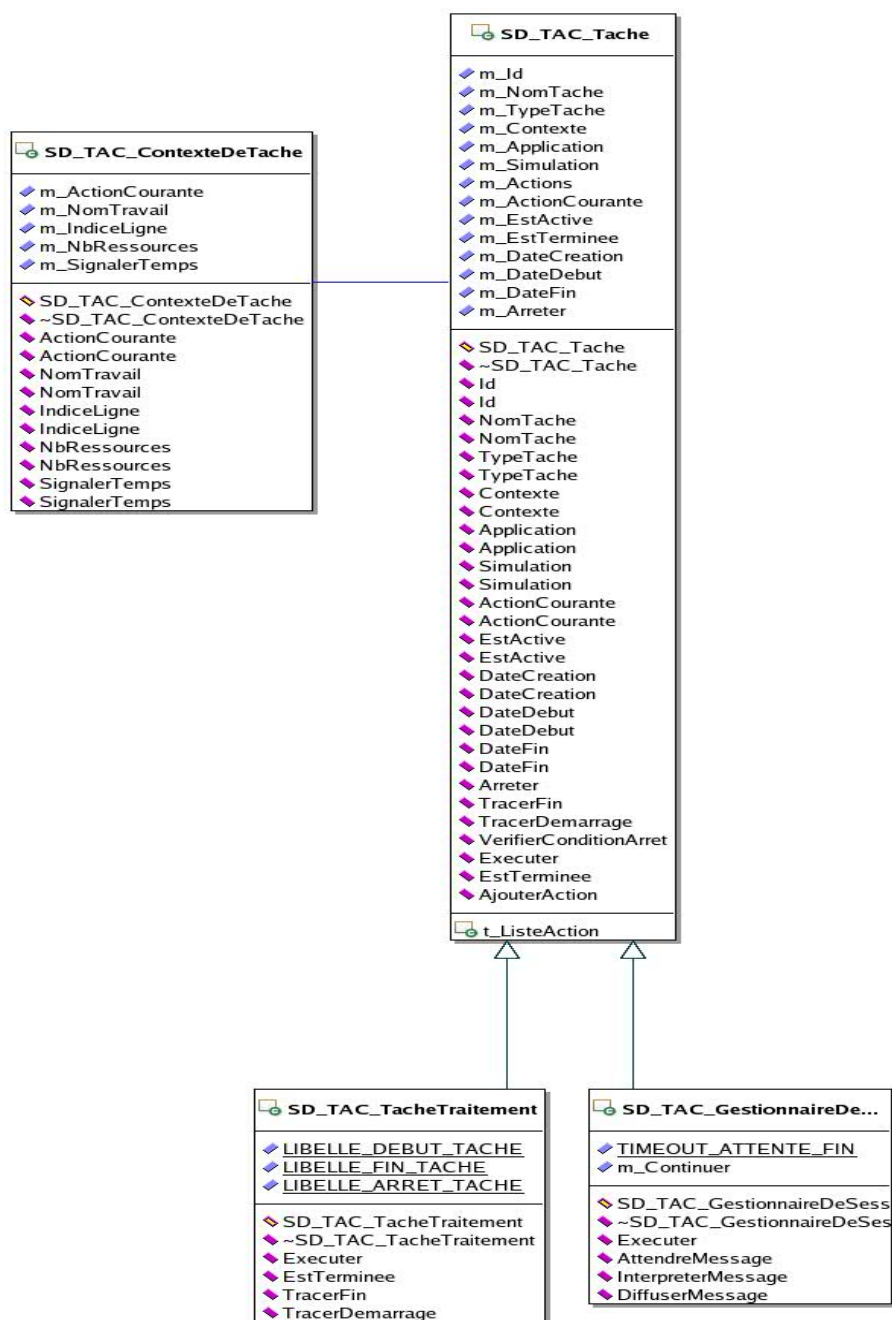 SD_TAC_Tache
m_Id
m_NomTache
m_TypeTache
m_Contexte
m_Application
m_Simulation
m_Actions
m_ActionCourante
m_EstActive
m_EstTerminee
m_DateCreation
m_DateDebut
m_DateFin
m_Arreter
SD_TAC_Tache
~SD_TAC_Tache
Id
Id
NomTache
NomTache
TypeTache
TypeTache
Contexte
Contexte
Application
Application
Simulation
Simulation
ActionCourante
ActionCourante
EstActive
EstActive
DateCreation
DateCreation
DateDebut
DateDebut
DateFin
DateFin
Arreter
TracerFin
TracerDemarrage
VerifierConditionArret
Executer
EstTerminee
AjouterAction
t_ListeAction
SD_TAC_ContexteDeTache
m_ActionCourante
m_NomTravail
m_IndiceLigne
m_NbRessources
m_SignalerTemps
SD_TAC_ContexteDeTache
~SD_TAC_ContexteDeTache
ActionCourante
ActionCourante
NomTravail
NomTravail
IndiceLigne
IndiceLigne
NbRessources
NbRessources
SignalerTemps
SignalerTemps
SD_TAC_TacheTraitement
LIBELLE_DEBUT_TACHE
LIBELLE_FIN_TACHE
LIBELLE_ARRET_TACHE
SD_TAC_TacheTraitement
~SD_TAC_TacheTraitement
Executer
EstTerminee
TracerFin
TracerDemarrage
SD_TAC_GestionnaireDe...
TIMEOUT_ATTENTE_FIN
m_Continuer
SD_TAC_GestionnaireDeSess
~SD_TAC_GestionnaireDeSes
Executer
AttendreMessage
InterpreterMessage
DiffuserMessage